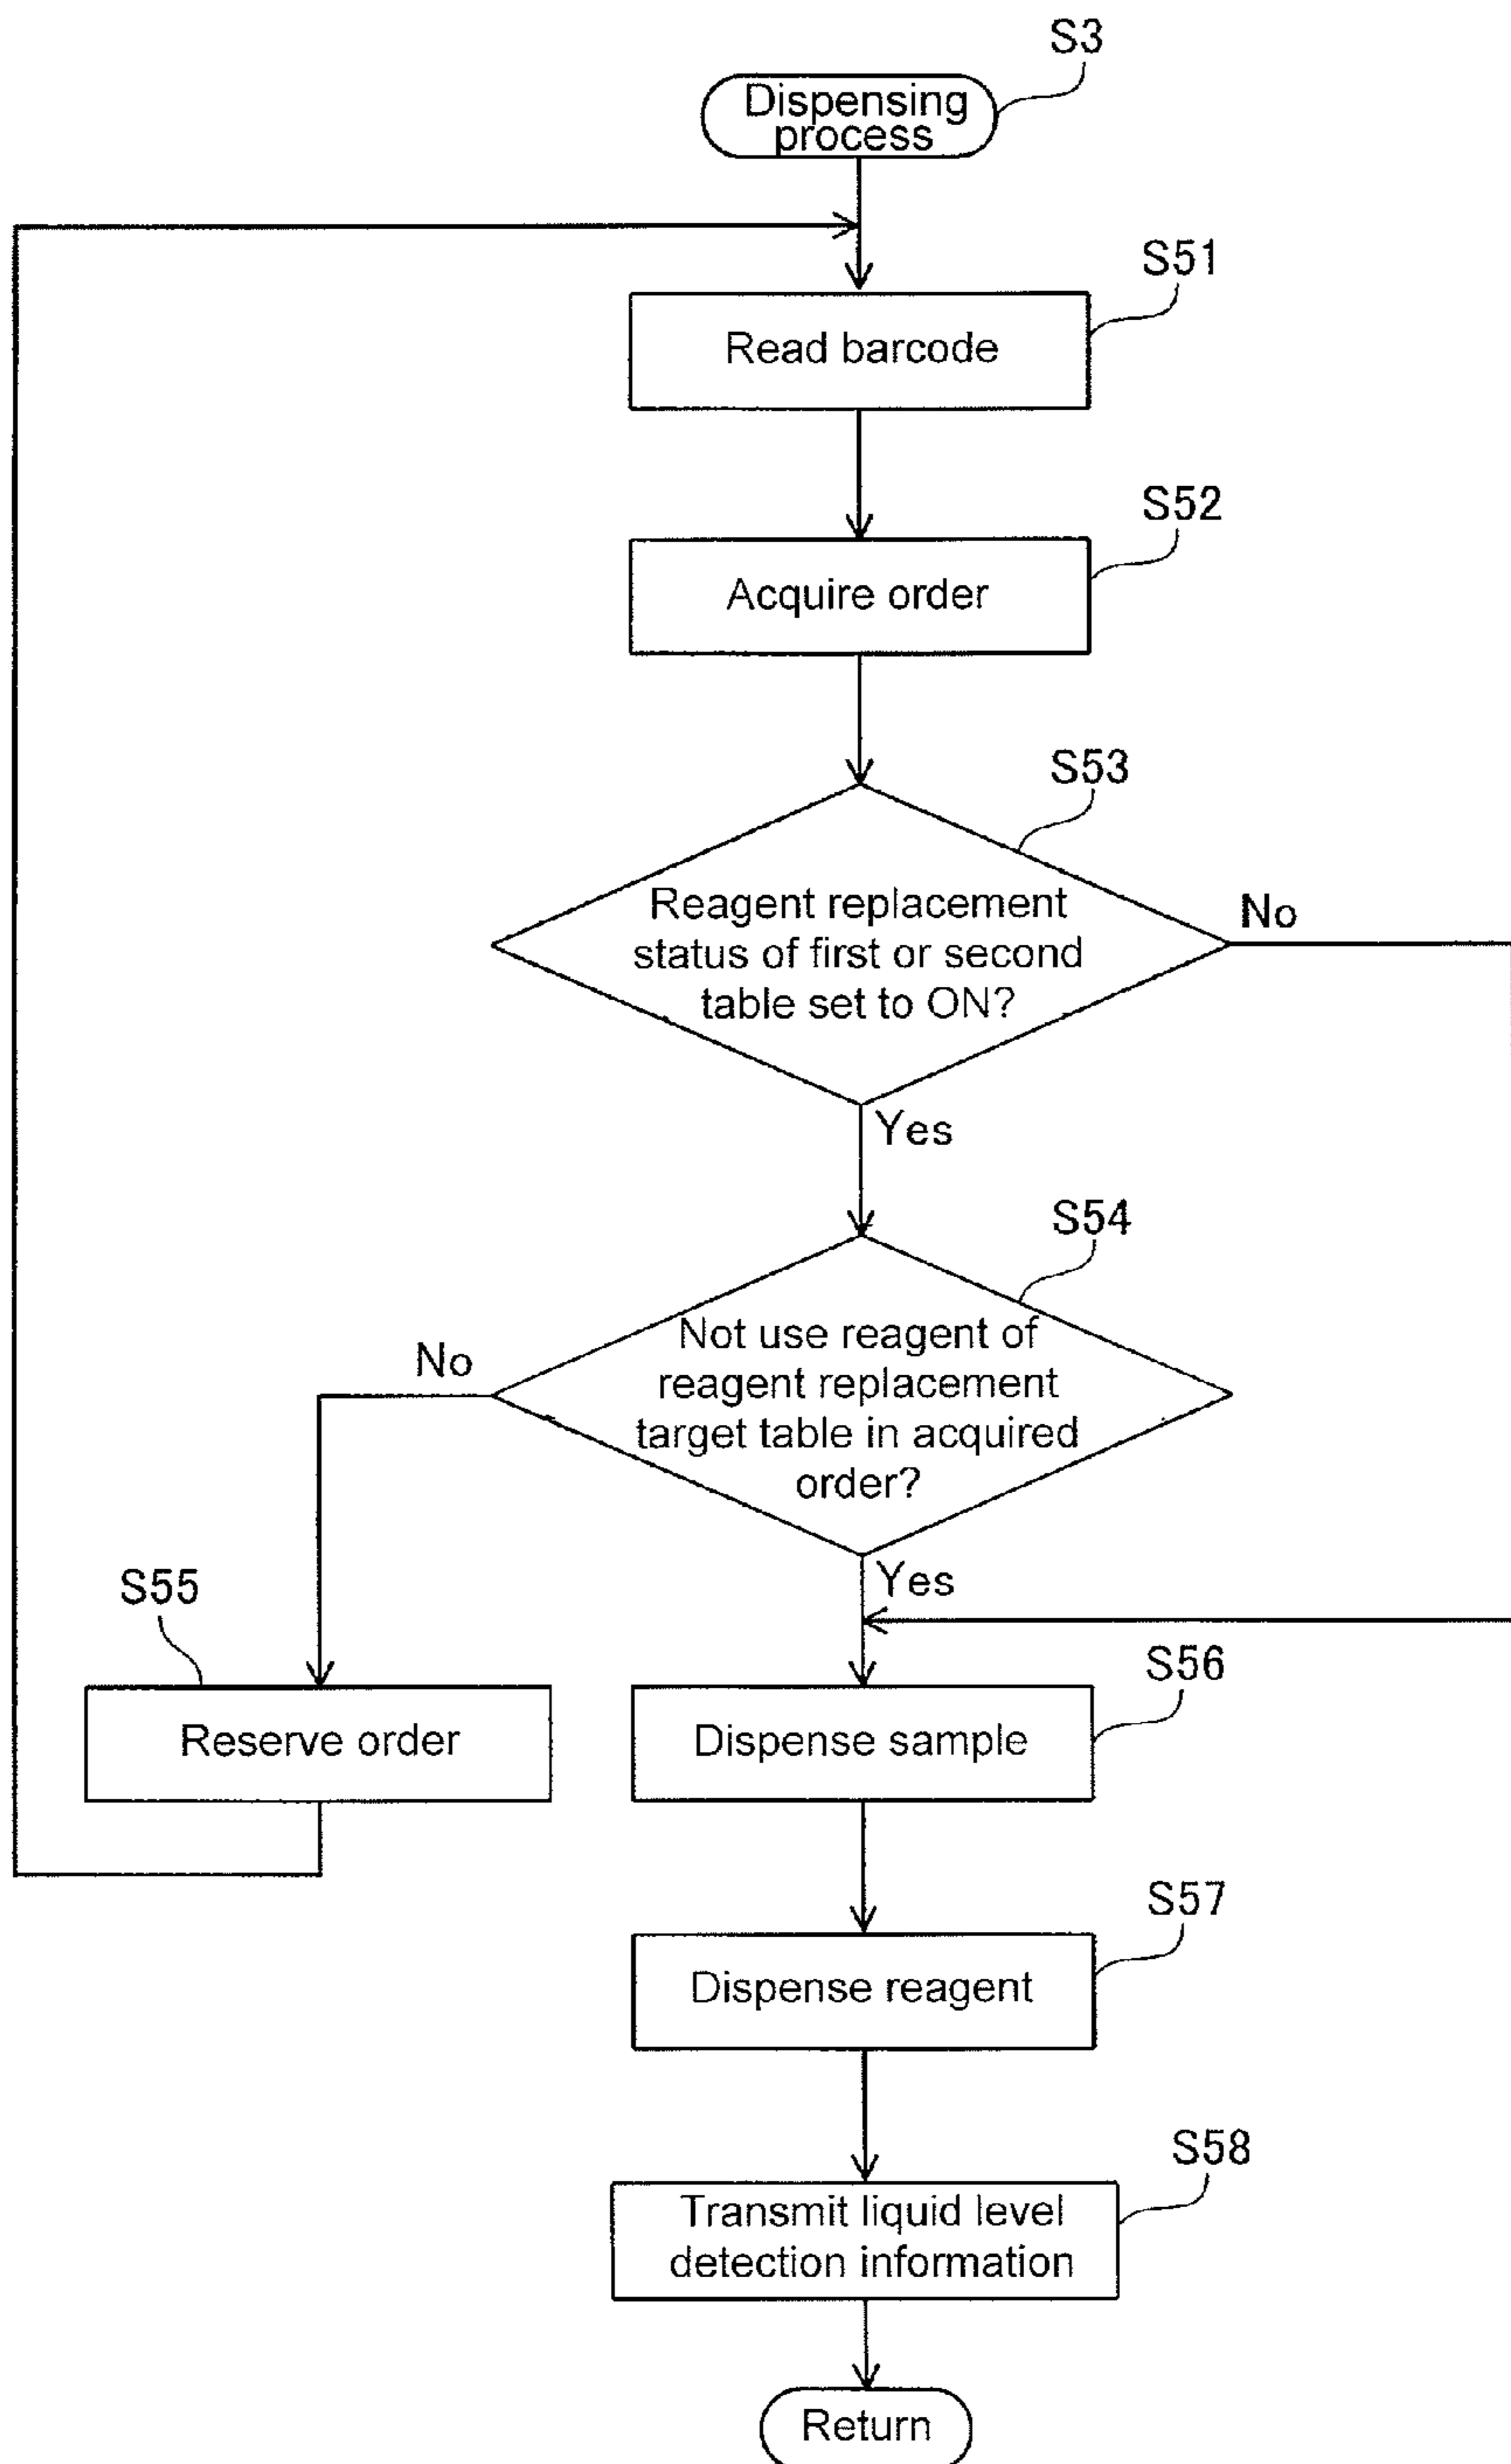 S3
Dispensing
process
S51
Read barcode
S52
Acquire order
S53
Reagent replacement
status of first or second
table set to ON?
No
Yes
S54
Not use reagent of
reagent replacement
target table in acquired
order?
No
Yes
S55
Reserve order
S56
Dispense sample
S57
Dispense reagent
S58
Transmit liquid level
detection information
Return